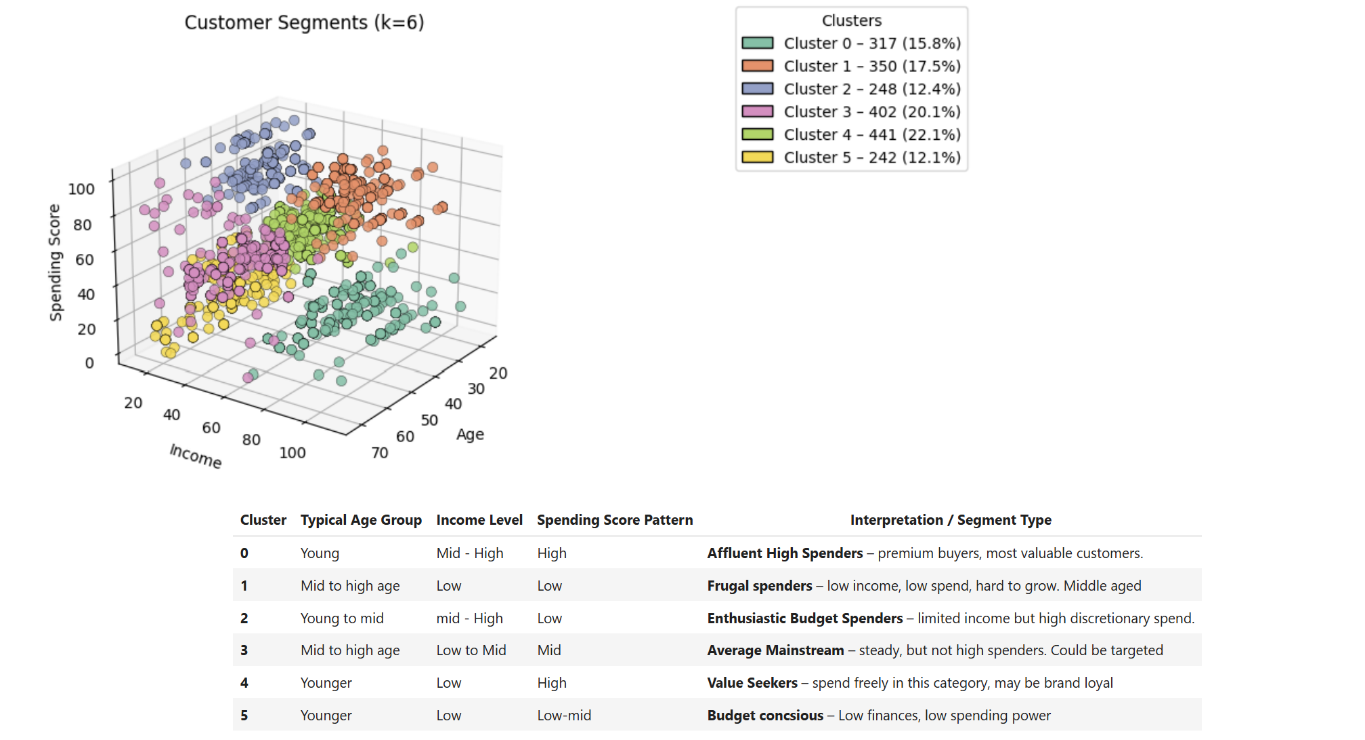 Customer Segments (k=6)
Clusters
Cluster 0 – 317 (15.8%)
Cluster 1 – 350 (17.5%)
Cluster 2 – 248 (12.4%)
Cluster 3 – 402 (20.1%)
Cluster 4 – 441 (22.1%)
Cluster 5 – 242 (12.1%)
Spending Score
100
80
60
40
20
0
20
40
60
80
100
Income
20
30
40
50
60
70
Age
Cluster Typical Age Group Income Level Spending Score Pattern Interpretation / Segment Type
0 Young Mid - High High Affluent High Spenders – premium buyers, most valuable customers.
1 Mid to high age Low Low Frugal spenders – low income, low spend, hard to grow. Middle aged
2 Young to mid mid - High Low Enthusiastic Budget Spenders – limited income but high discretionary spend.
3 Mid to high age Low to Mid Mid Average Mainstream – steady, but not high spenders. Could be targeted
4 Younger Low High Value Seekers – spend freely in this category, may be brand loyal
5 Younger Low Low-mid Budget concsious – Low finances, low spending power